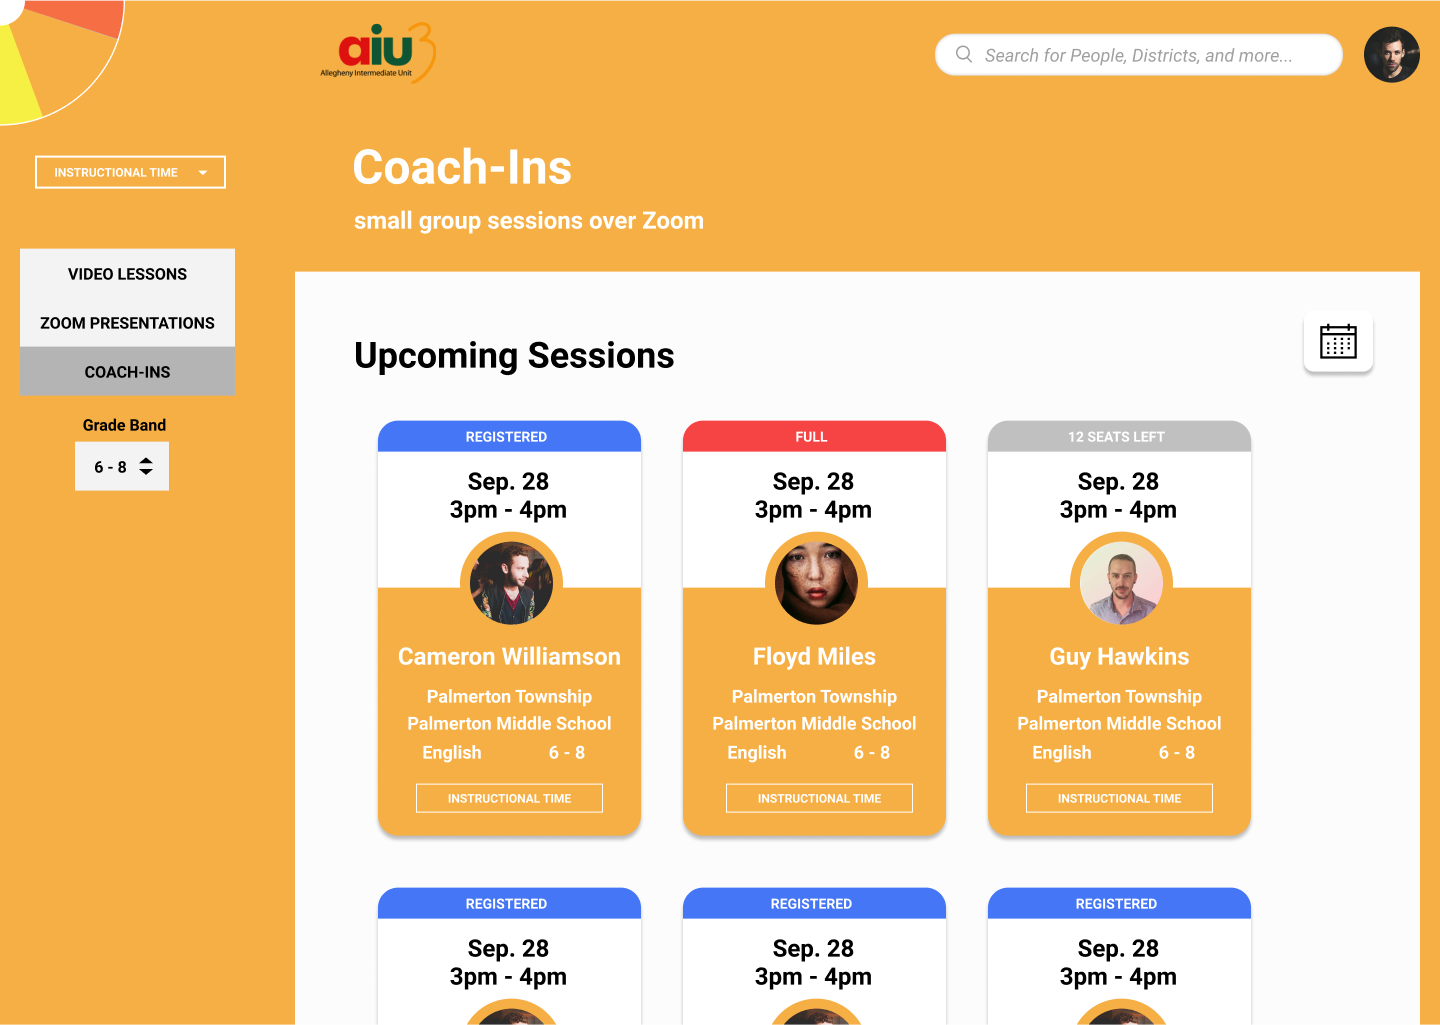 aiu3
Allegheny Intermediate Unit
Search for People, Districts, and more...
INSTRUCTIONAL TIME
Coach-Ins
small group sessions over Zoom
VIDEO LESSONS
ZOOM PRESENTATIONS
COACH-INS
Grade Band
6 - 8
Upcoming Sessions
REGISTERED
Sep. 28
3pm - 4pm
Cameron Williamson
Palmerton Township
Palmerton Middle School
English 6 - 8
INSTRUCTIONAL TIME
FULL
Sep. 28
3pm - 4pm
Floyd Miles
Palmerton Township
Palmerton Middle School
English 6 - 8
INSTRUCTIONAL TIME
12 SEATS LEFT
Sep. 28
3pm - 4pm
Guy Hawkins
Palmerton Township
Palmerton Middle School
English 6 - 8
INSTRUCTIONAL TIME
REGISTERED
Sep. 28
3pm - 4pm
REGISTERED
Sep. 28
3pm - 4pm
REGISTERED
Sep. 28
3pm - 4pm